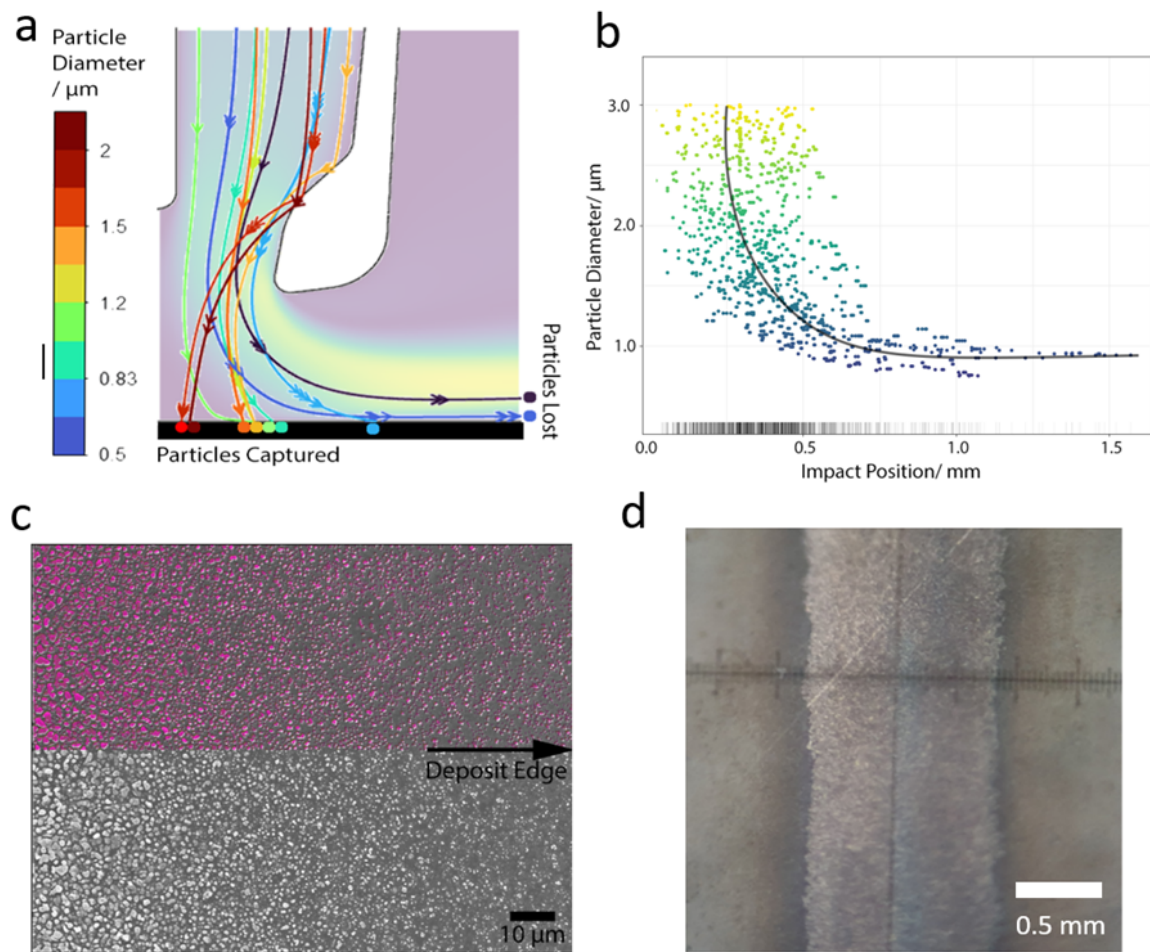 a
Particle
Diameter
/ µm
2
1.5
1.2
0.83
0.5
Particles Lost
Particles Captured
b
Particle Diameter/ µm
3.0
2.0
1.0
0.0
0.5
1.0
1.5
Impact Position/ mm
c
Deposit Edge
10 µm
d
0.5 mm